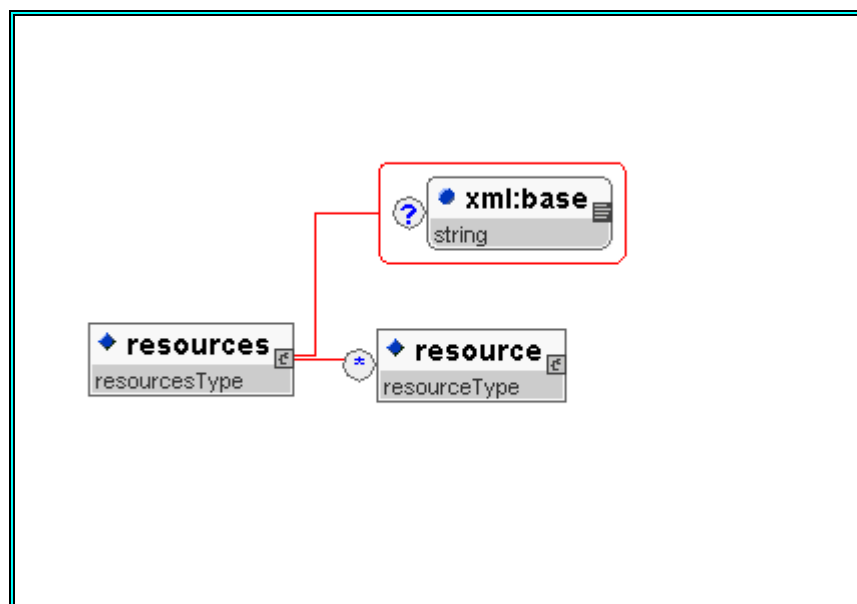 ?
xml:base
string
resources
resourcesType
*
resource
resourceType